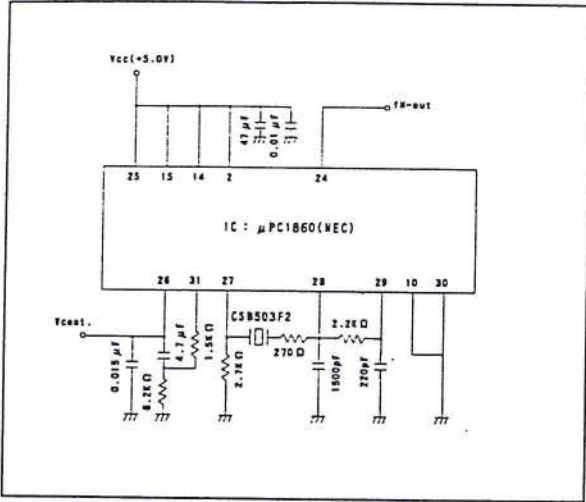 Vcc(+5.0V)
47 μF
0.01 μF
fH-out
25 15 14 2 24
IC : μPC1860(NEC)
26 31 27 28 29 10 30
Vcont.
CSB503F2
0.015 μF
4.7 μF
1.5KΩ
8.2KΩ
2.7KΩ
270Ω
2.2KΩ
1500pF
220pF